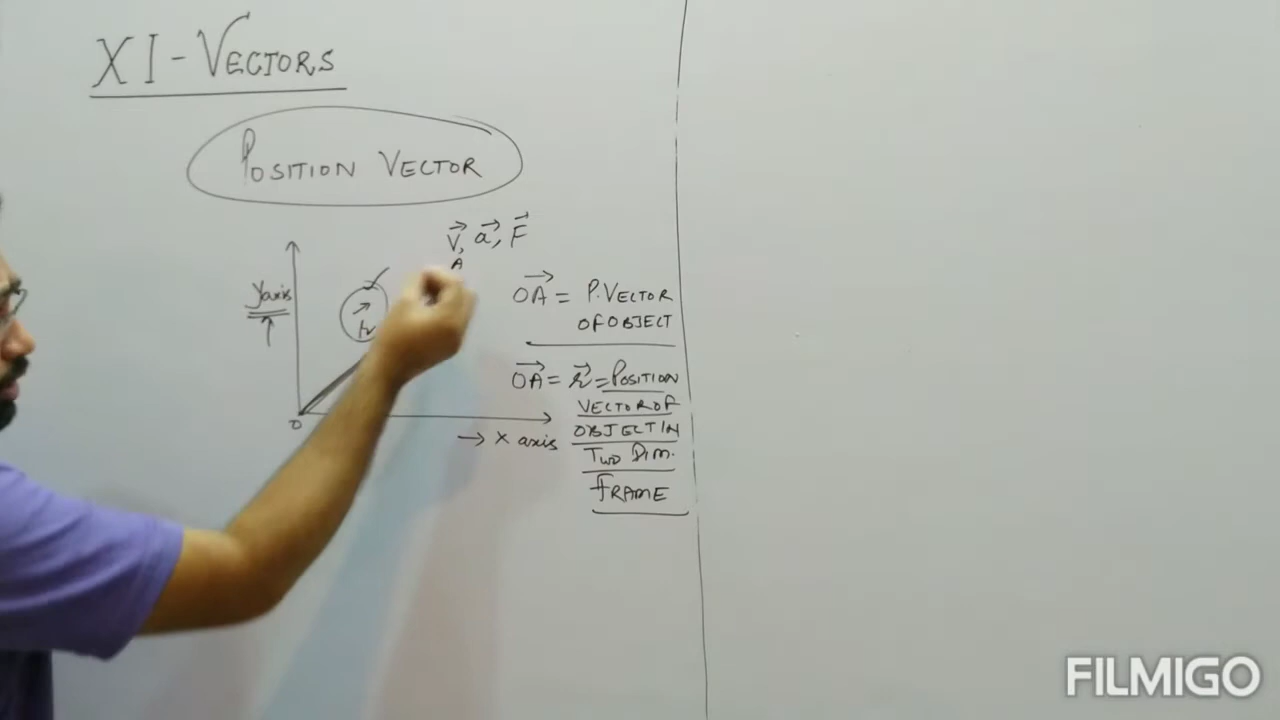 XI - VECTORS
POSITION VECTOR
V⃗, a⃗, F⃗
A
y axis
r⃗
OA⃗ = P.VECTOR
OF OBJECT
OA⃗ = r⃗ = POSITION
VECTOR OF
OBJECT IN
TWO DIM.
FRAME
O
→ X axis
FILMIGO